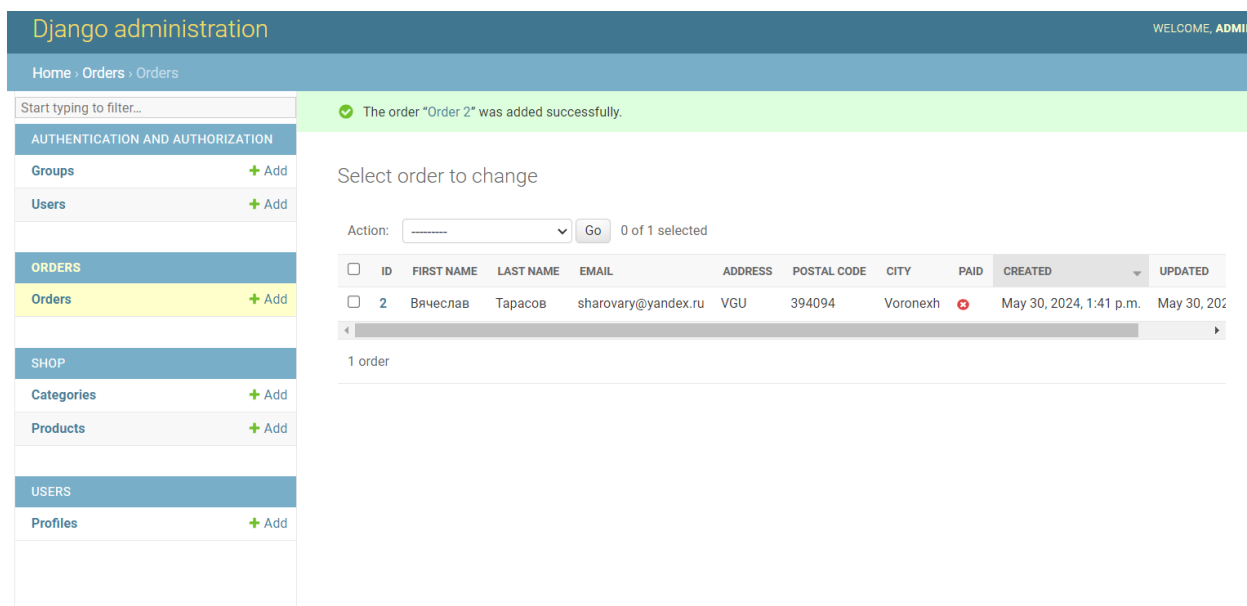 Django administration
WELCOME, ADMI
Home › Orders › Orders
Start typing to filter...
The order “Order 2” was added successfully.
AUTHENTICATION AND AUTHORIZATION
Groups + Add
Users + Add
ORDERS
Orders + Add
SHOP
Categories + Add
Products + Add
USERS
Profiles + Add
Select order to change
Action: --------- Go 0 of 1 selected
ID FIRST NAME LAST NAME EMAIL ADDRESS POSTAL CODE CITY PAID CREATED UPDATED
2 Вячеслав Тарасов sharovary@yandex.ru VGU 394094 Voronexh May 30, 2024, 1:41 p.m. May 30, 202
1 order